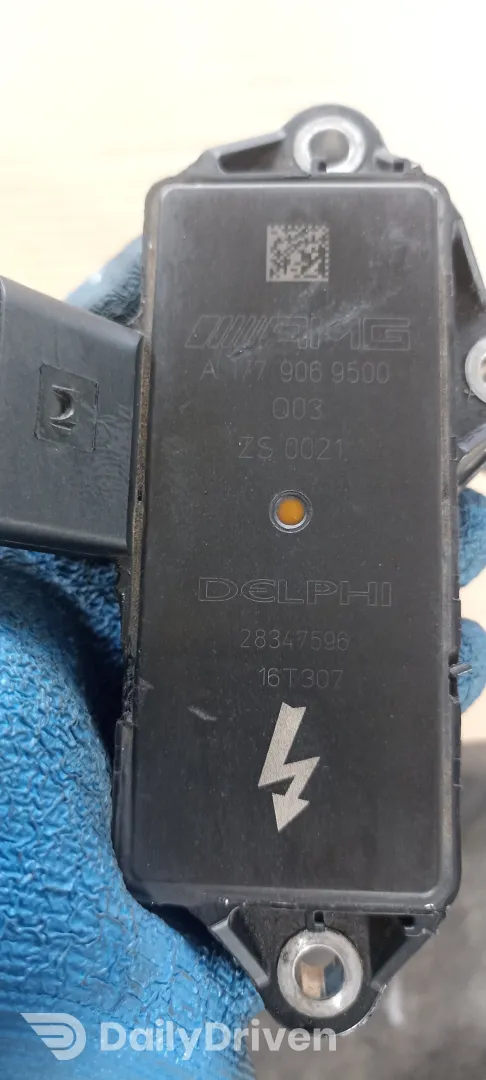 AMG
A 177 906 9500
Q03
ZS 0021
DELPHI
28347596
16T307
DailyDriven